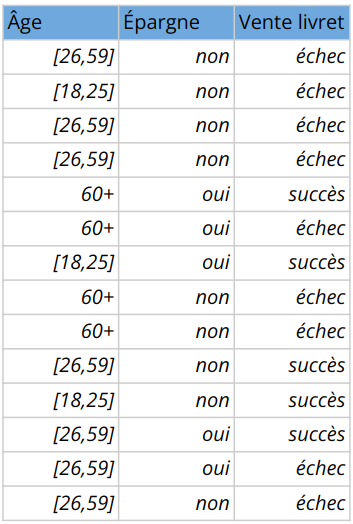 Âge Épargne Vente livret
[26,59] non échec
[18,25] non échec
[26,59] non échec
[26,59] non échec
60+ oui succès
60+ oui échec
[18,25] oui succès
60+ non échec
60+ non échec
[26,59] non succès
[18,25] non succès
[26,59] oui succès
[26,59] oui échec
[26,59] non échec